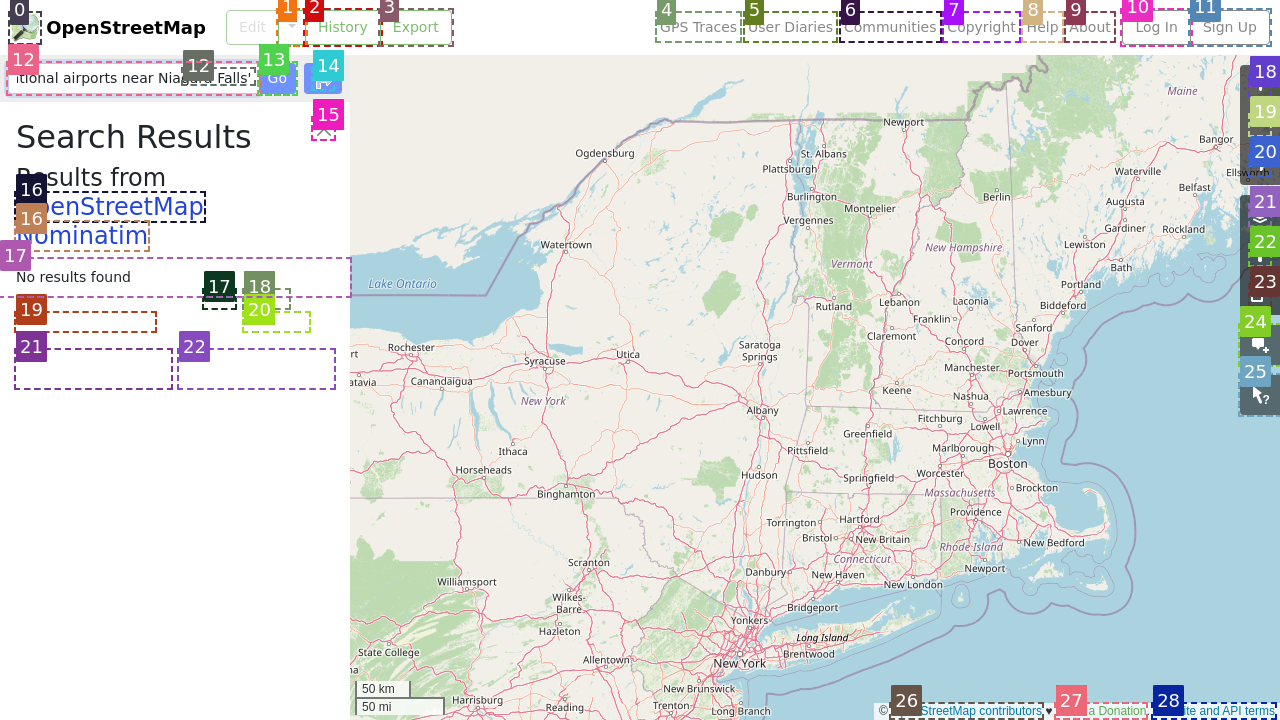 OpenStreetMap
Edit
History
Export
GPS Traces
User Diaries
Communities
Copyright
Help
About
Log In
Sign Up
Go
Search Results
Results from
OpenStreetMap
Nominatim
No results found
Maine
Newport
Bangor
Ogdensburg
St. Albans
Plattsburgh
Waterville
Ellsworth
Burlington
Berlin
Belfast
Montpelier
Augusta
Vergennes
Gardiner
Rockland
Watertown
New Hampshire
Lewiston
Vermont
Bath
Lake Ontario
Portland
Rutland
Lebanon
Laconia
Biddeford
Franklin
Sanford
Claremont
Concord
Dover
Rochester
Utica
Saratoga
Springs
Syracuse
Manchester
Portsmouth
Canandaigua
Keene
Nashua
Amesbury
New York
Albany
Fitchburg
Lawrence
Lowell
Greenfield
Lynn
Ithaca
Pittsfield
Marlborough
Boston
Horseheads
Hudson
Springfield
Worcester
Brockton
Binghamton
Massachusetts
Providence
Torrington
Hartford
Bristol
New Britain
New Bedford
Rhode Island
Scranton
Connecticut
Danbury
New Haven
Newport
Williamsport
New London
Wilkes-
Barre
Bridgeport
Yonkers
Hazleton
Long Island
State College
Brentwood
Allentown
New York
50 km
New Brunswick
Harrisburg
Reading
Trenton
Long Branch
50 mi
StreetMap contributors
Donation
and API terms
0
1
2
3
4
5
6
7
8
9
10
11
12
12
13
14
15
16
16
17
17
18
19
20
21
22
18
19
20
21
22
23
24
25
26
27
28